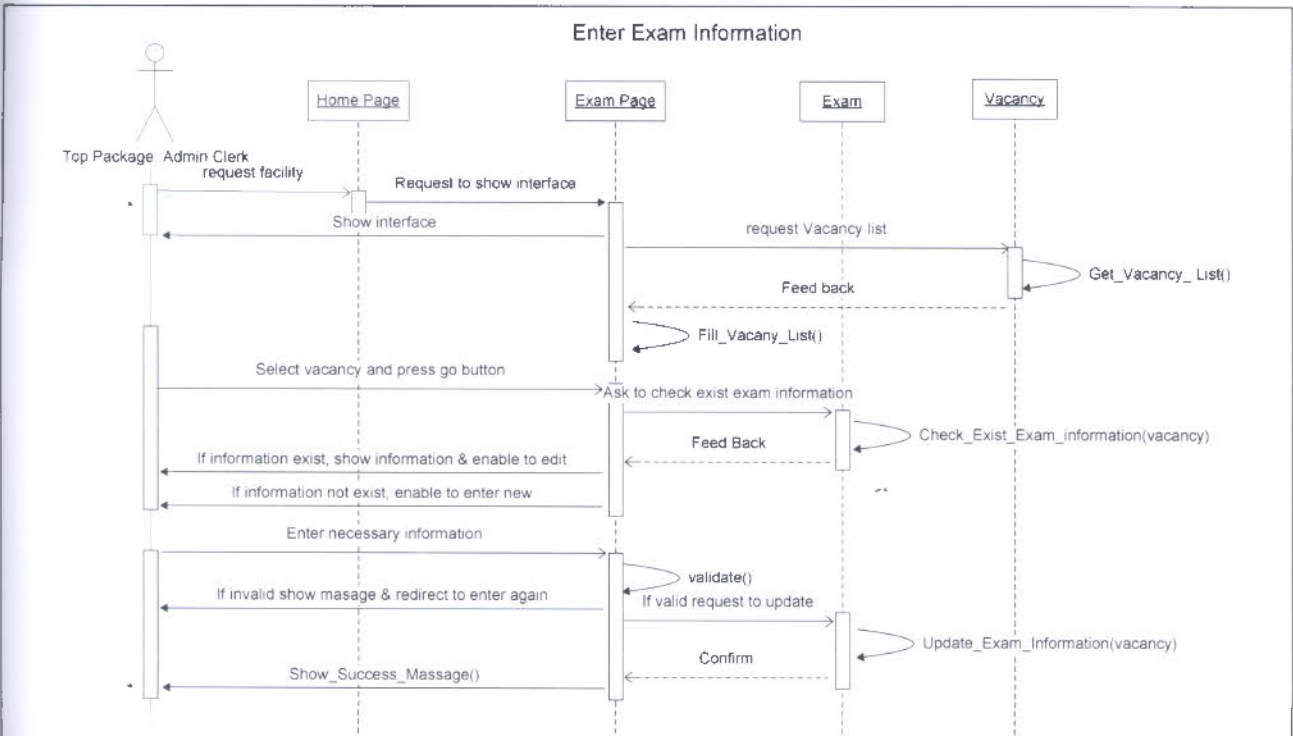 Enter Exam Information
Home Page
Exam Page
Exam
Vacancy
Top Package Admin Clerk
request facility
Request to show interface
Show interface
request Vacancy list
Get_Vacancy_ List()
Feed back
Fill_Vacany_List()
Select vacancy and press go button
Ask to check exist exam information
Check_Exist_Exam_information(vacancy)
Feed Back
If information exist, show information & enable to edit
If information not exist, enable to enter new
Enter necessary information
validate()
If invalid show masage & redirect to enter again
If valid request to update
Update_Exam_Information(vacancy)
Confirm
Show_Success_Massage()